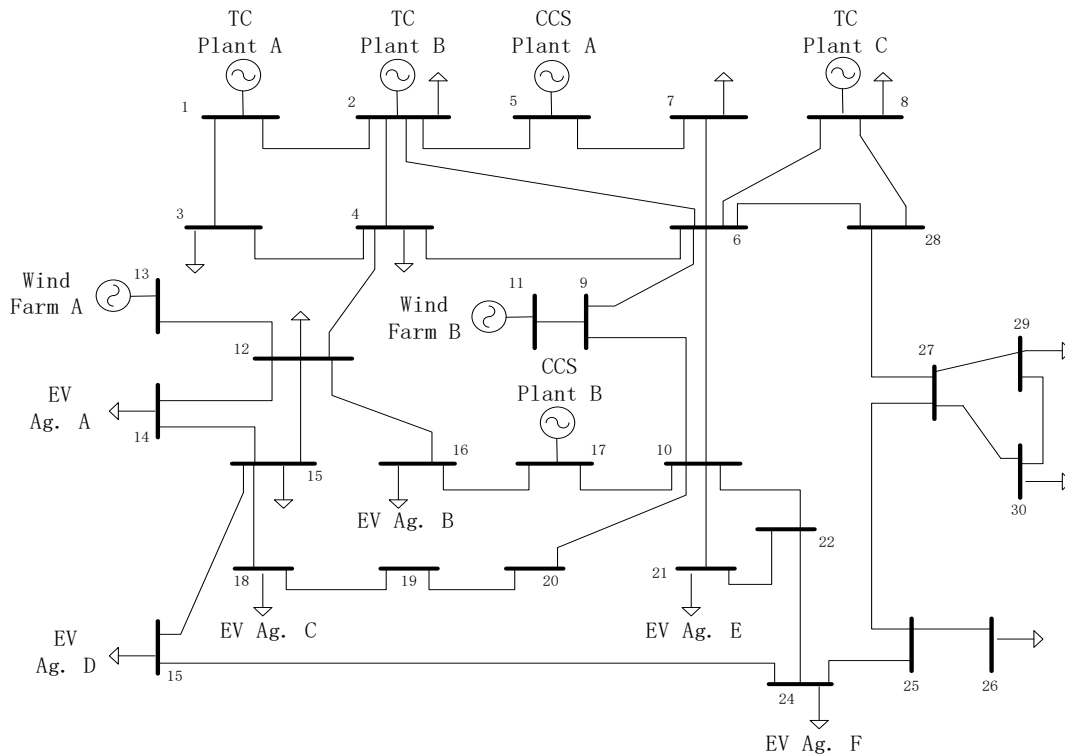 TC
Plant A
TC
Plant B
CCS
Plant A
TC
Plant C
1
2
5
7
8
3
4
6
28
Wind
Farm A
13
Wind
Farm B
11
9
12
CCS
Plant B
27
29
EV
Ag. A
14
15
16
17
10
30
EV Ag. B
22
18
19
20
21
EV Ag. C
EV Ag. E
EV
Ag. D
15
24
25
26
EV Ag. F